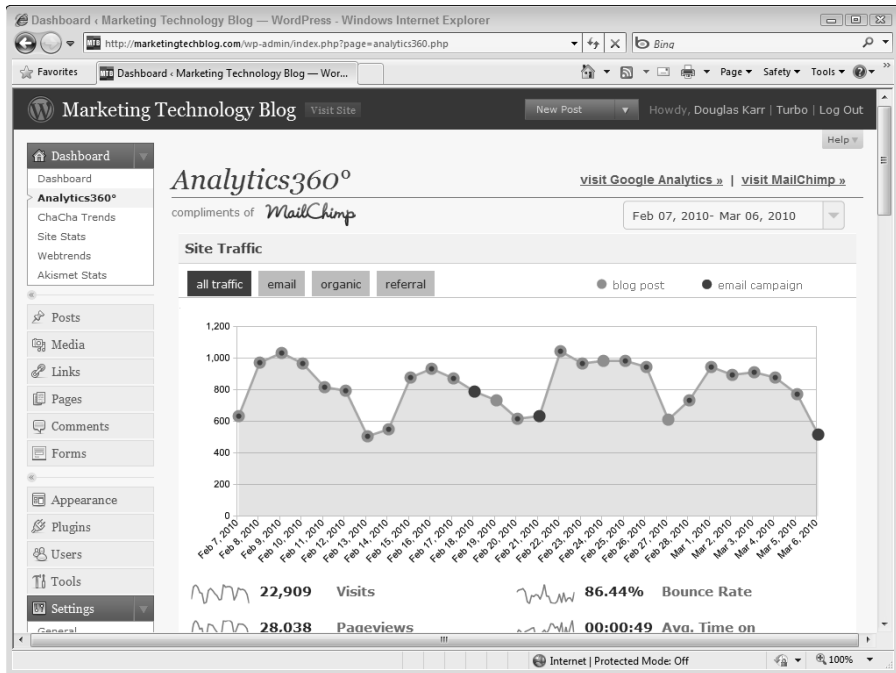 Dashboard ‹ Marketing Technology Blog — WordPress - Windows Internet Explorer
http://marketingtechblog.com/wp-admin/index.php?page=analytics360.php
Bing
Favorites
Dashboard ‹ Marketing Technology Blog — Wor...
Page Safety Tools
Marketing Technology Blog Visit Site
New Post
Howdy, Douglas Karr | Turbo | Log Out
Help
Dashboard
Dashboard
Analytics360°
ChaCha Trends
Site Stats
Webtrends
Akismet Stats
Posts
Media
Links
Pages
Comments
Forms
Appearance
Plugins
Users
Tools
Settings
General
Analytics360°
visit Google Analytics » | visit MailChimp »
compliments of MailChimp
Feb 07, 2010- Mar 06, 2010
Site Traffic
all traffic email organic referral
blog post email campaign
1,200
1,000
800
600
400
200
0
Feb 7, 2010
Feb 8, 2010
Feb 9, 2010
Feb 10, 2010
Feb 11, 2010
Feb 12, 2010
Feb 13, 2010
Feb 14, 2010
Feb 15, 2010
Feb 16, 2010
Feb 17, 2010
Feb 18, 2010
Feb 19, 2010
Feb 20, 2010
Feb 21, 2010
Feb 22, 2010
Feb 23, 2010
Feb 24, 2010
Feb 25, 2010
Feb 26, 2010
Feb 27, 2010
Feb 28, 2010
Mar 1, 2010
Mar 2, 2010
Mar 3, 2010
Mar 4, 2010
Mar 5, 2010
Mar 6, 2010
22,909 Visits
86.44% Bounce Rate
28,038 Pageviews
00:00:49 Avg. Time on
Internet | Protected Mode: Off
100%